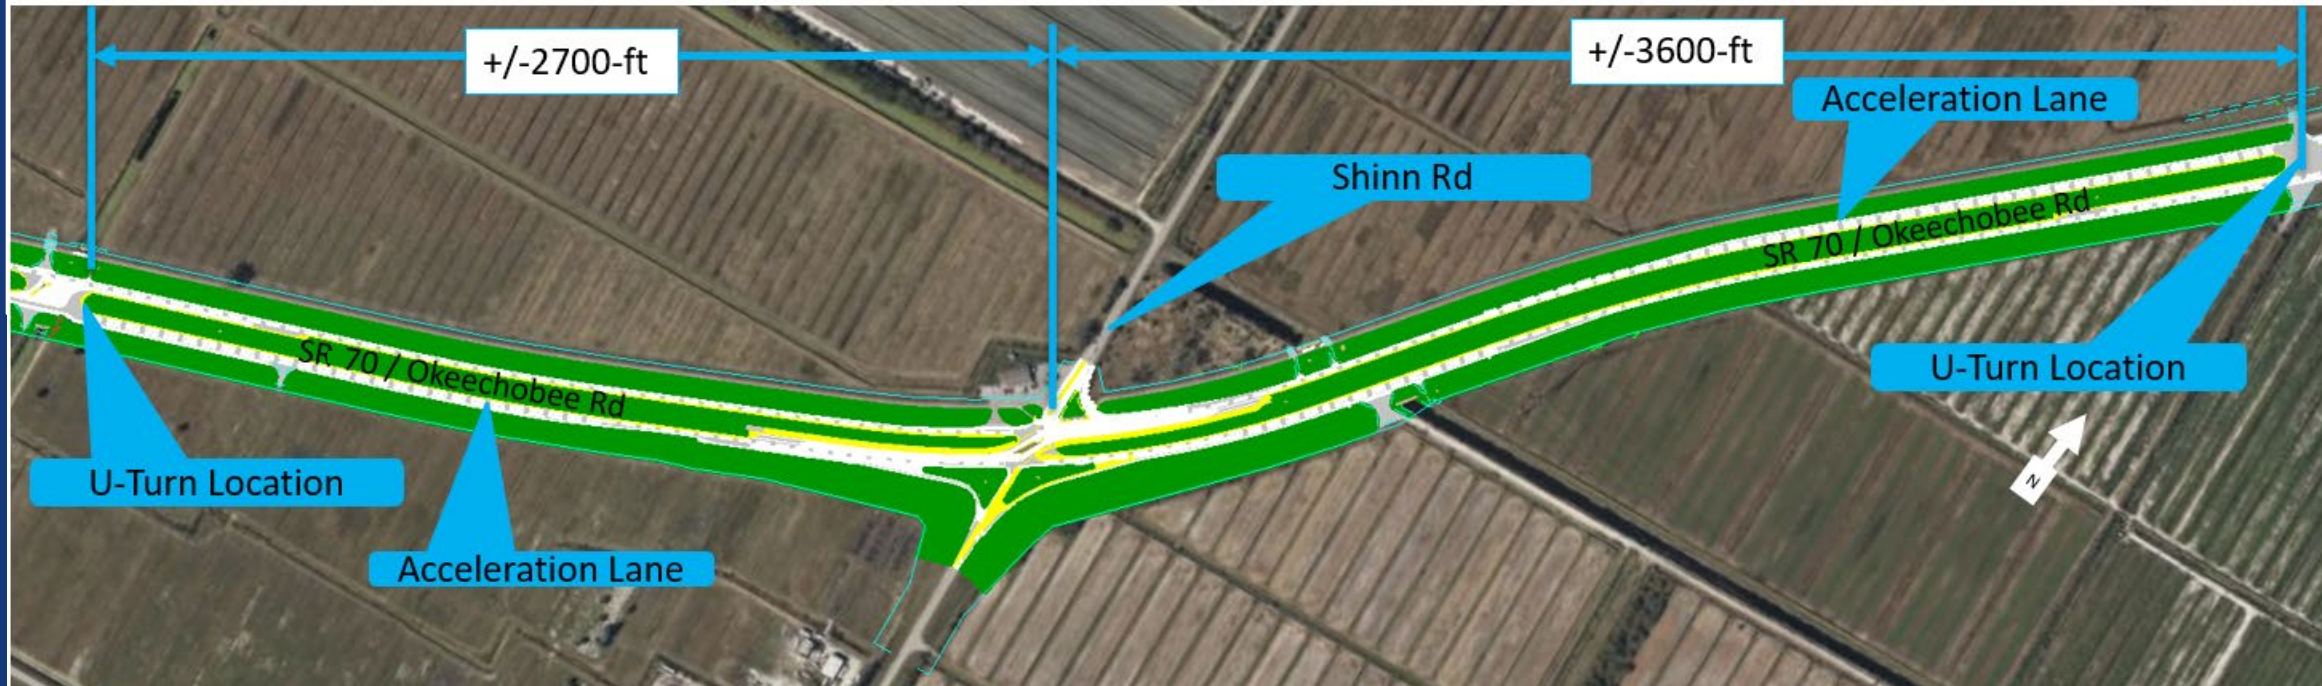 +/-2700-ft
+/-3600-ft
Acceleration Lane
Shinn Rd
SR 70 / Okeechobee Rd
U-Turn Location
SR 70 / Okeechobee Rd
U-Turn Location
Acceleration Lane
N